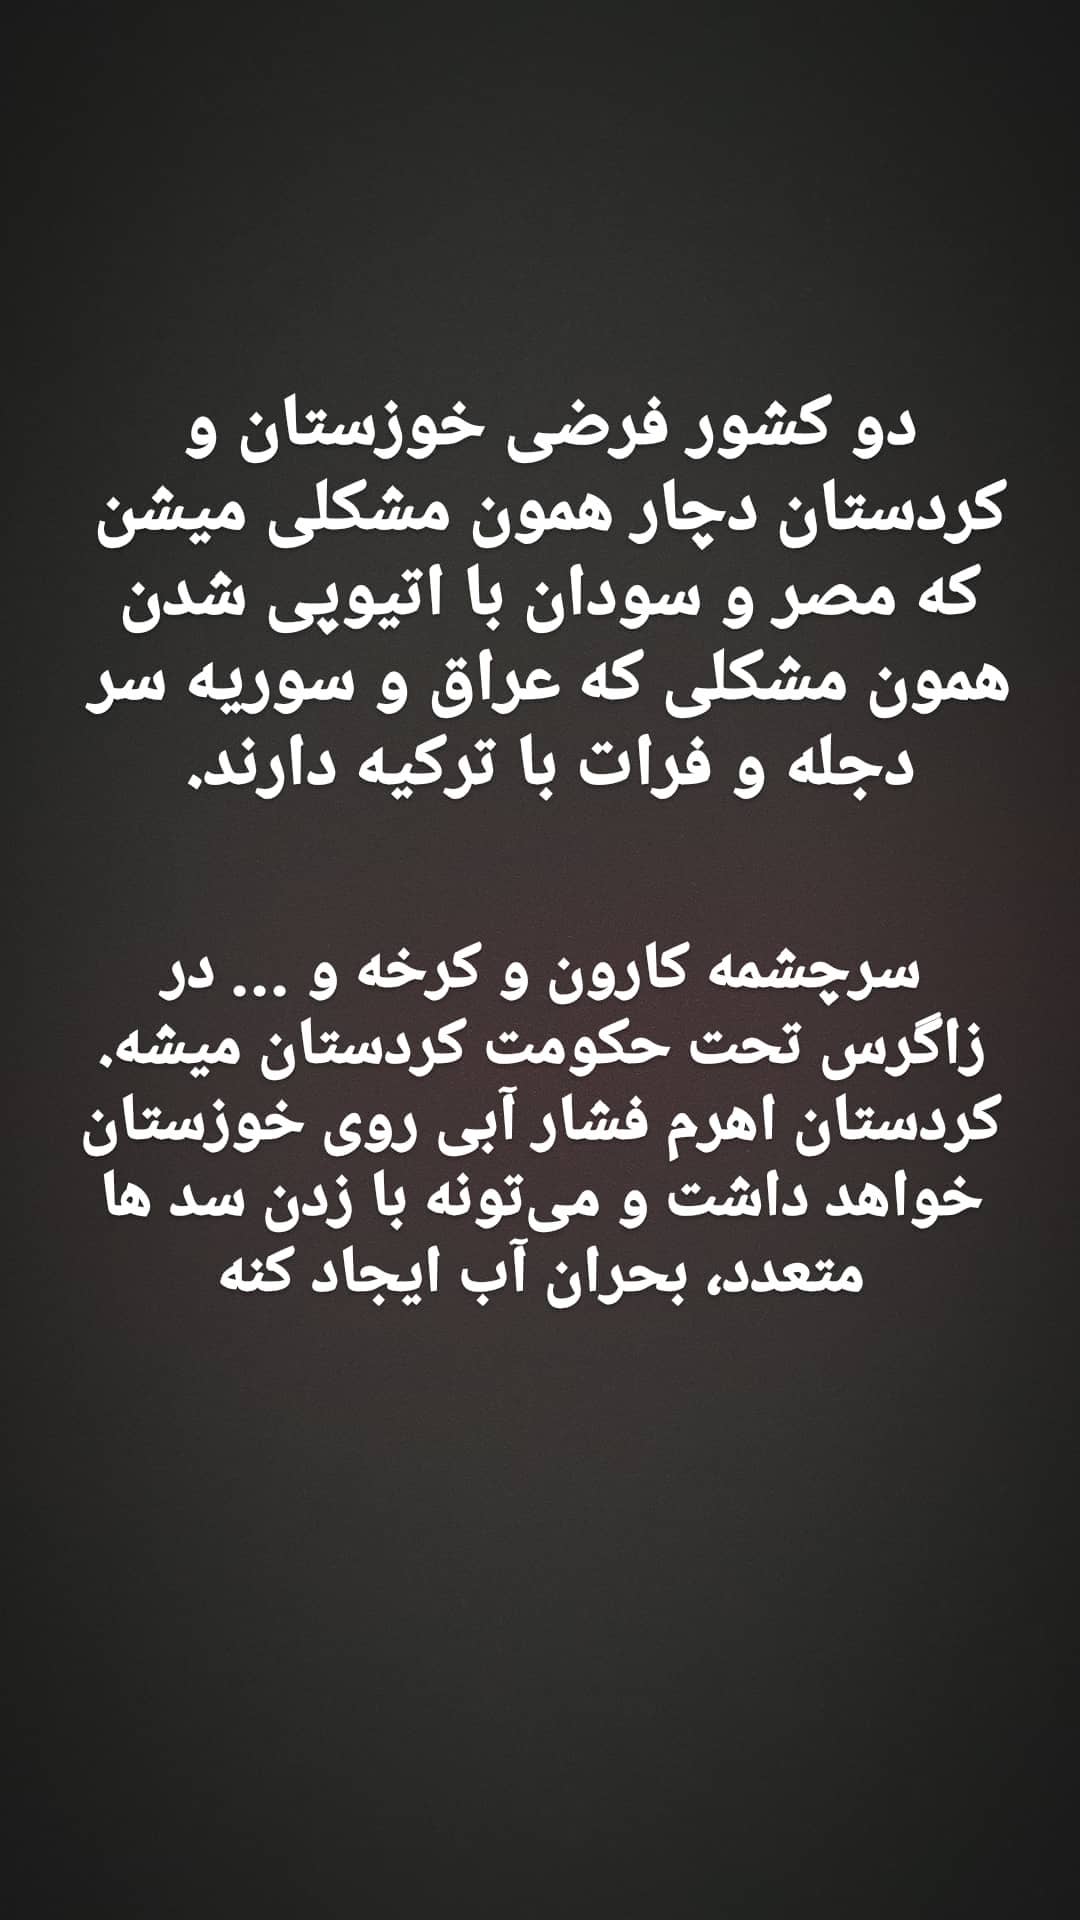 دو کشور فرضی خوزستان و
کردستان دچار همون مشکلی میشن
که مصر و سودان با اتیوپی شدن
همون مشکلی که عراق و سوریه سر
دجله و فرات با ترکیه دارند.
سرچشمه کارون و کرخه و ... در
زاگرس تحت حکومت کردستان میشه.
کردستان اهرم فشار آبی روی خوزستان
خواهد داشت و می‌تونه با زدن سد ها
متعدد، بحران آب ایجاد کنه